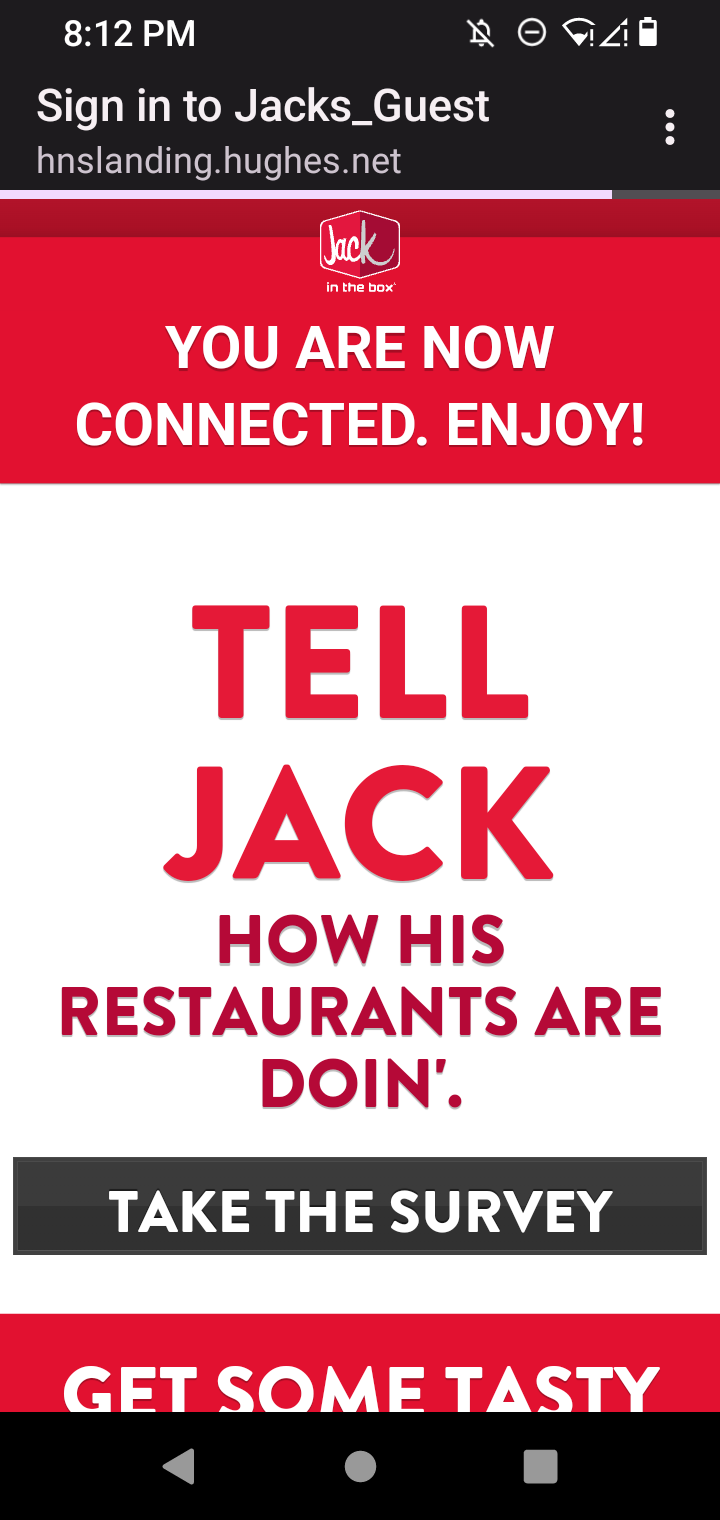 8:12 PM
Sign in to Jacks_Guest
hnslanding.hughes.net
Jack
in the box
YOU ARE NOW
CONNECTED. ENJOY!
TELL
JACK
HOW HIS
RESTAURANTS ARE
DOIN'.
TAKE THE SURVEY
GET SOME TASTY